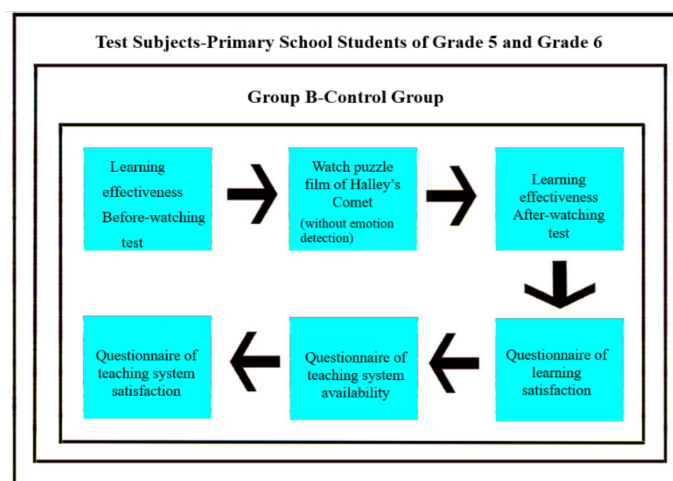 Test Subjects-Primary School Students of Grade 5 and Grade 6
Group B-Control Group
Learning
effectiveness
Before-watching
test
Watch puzzle
film of Halley's
Comet
(without emotion
detection)
Learning
effectiveness
After-watching
test
Questionnaire of
learning
satisfaction
Questionnaire of
teaching system
availability
Questionnaire of
teaching system
satisfaction